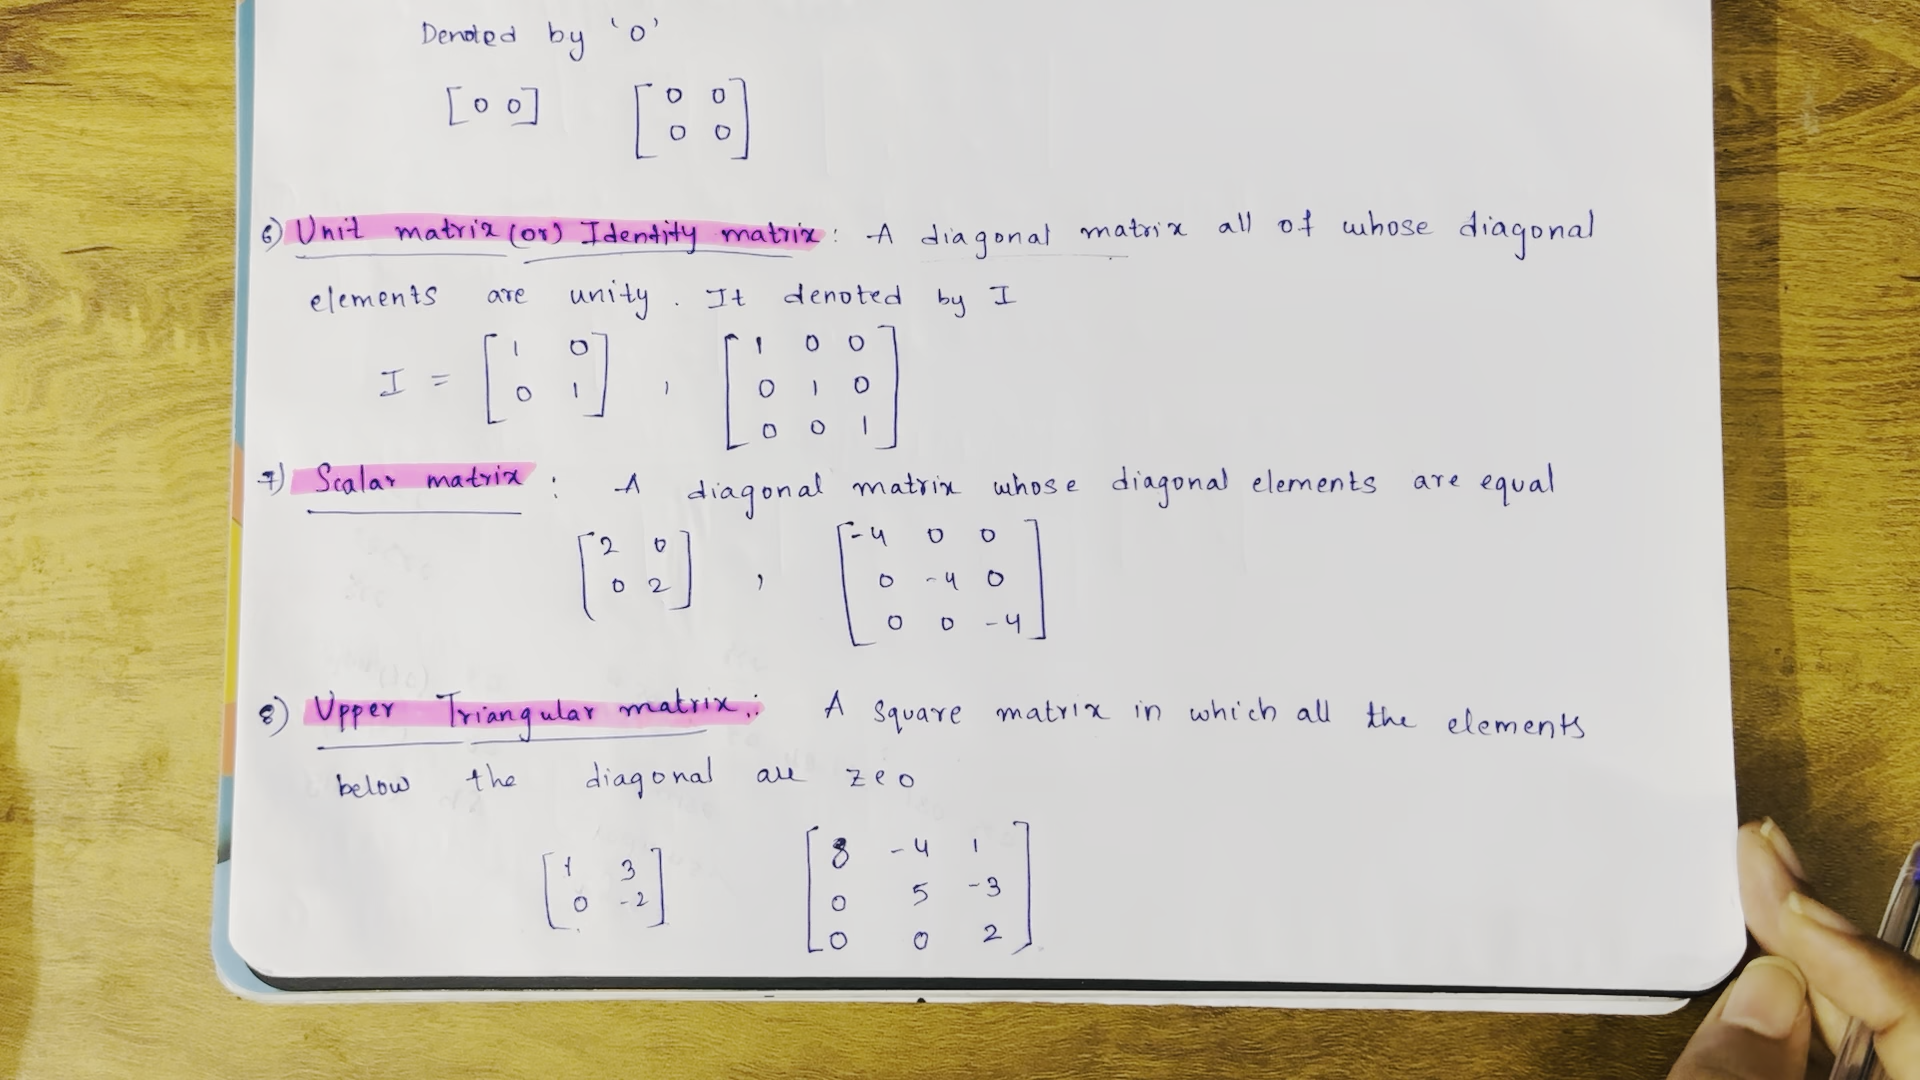 Denoted by '0'
[0 0] [0 0
0 0]
6) Unit matrix (or) Identity matrix : A diagonal matrix all of whose diagonal
elements are unity. It denoted by I
I = [1 0
0 1] , [1 0 0
0 1 0
0 0 1]
7) Scalar matrix : A diagonal matrix whose diagonal elements are equal
[2 0
0 2] , [-4 0 0
0 -4 0
0 0 -4]
8) Upper Triangular matrix.: A square matrix in which all the elements
below the diagonal are zeo
[1 3
0 -2] [8 -4 1
0 5 -3
0 0 2]